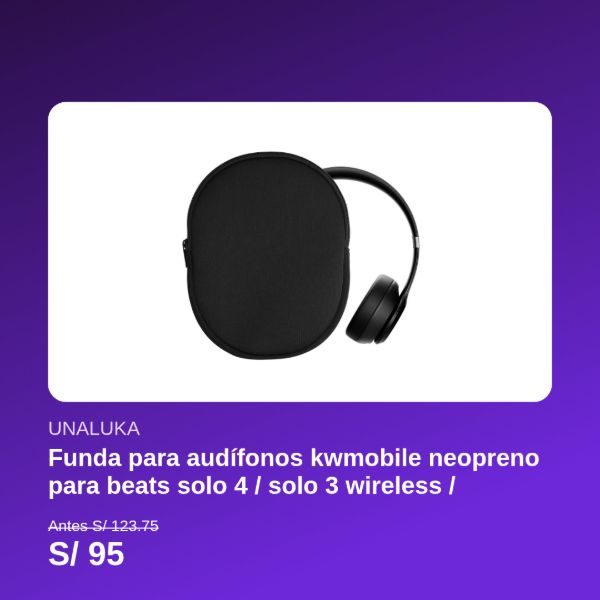 UNALUKA
Funda para audífonos kwmobile neopreno
para beats solo 4 / solo 3 wireless /
Antes S/ 123.75
S/ 95